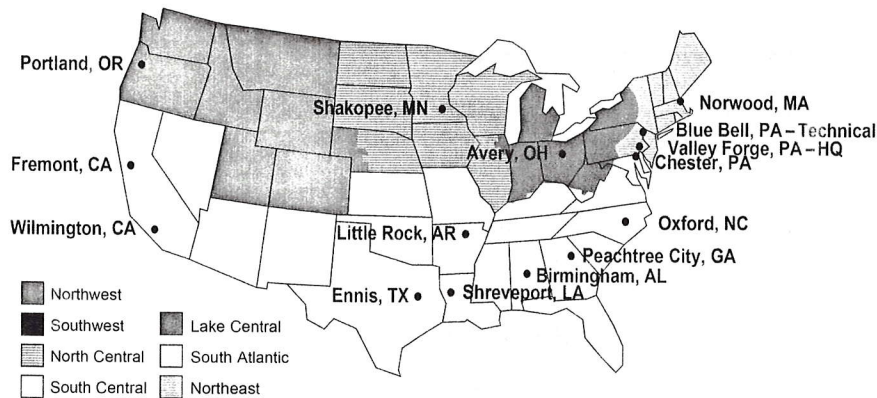 Portland, OR
Shakopee, MN
Norwood, MA
Blue Bell, PA – Technical
Valley Forge, PA – HQ
Chester, PA
Avery, OH
Fremont, CA
Wilmington, CA
Little Rock, AR
Oxford, NC
Peachtree City, GA
Birmingham, AL
Ennis, TX
Shreveport, LA
Northwest
Southwest
Lake Central
North Central
South Atlantic
South Central
Northeast